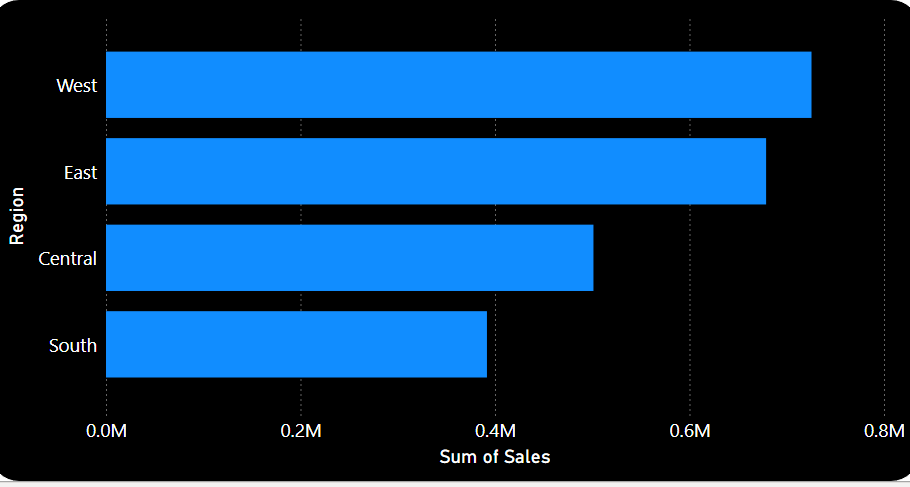 Region
West
East
Central
South
0.0M 0.2M 0.4M 0.6M 0.8M
Sum of Sales